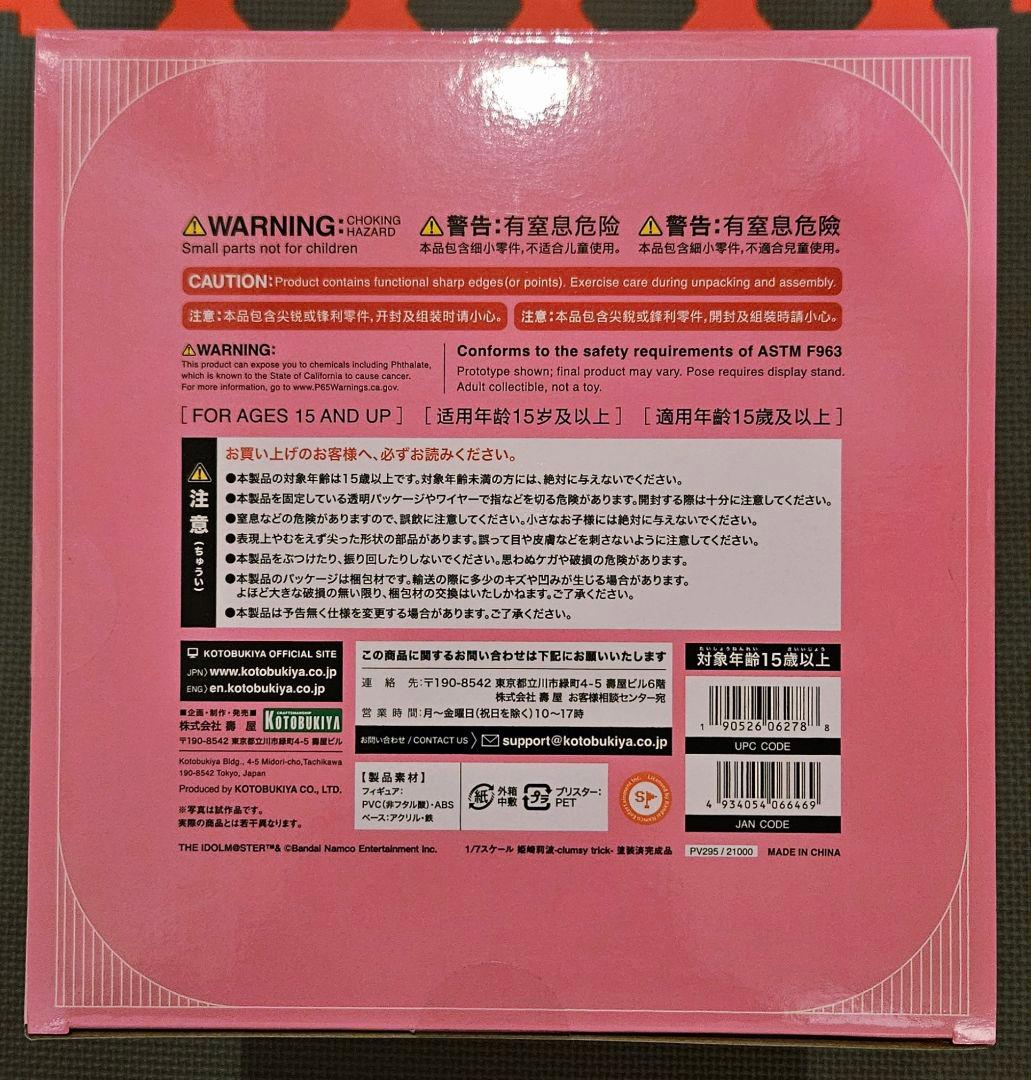 ⚠WARNING: CHOKING HAZARD
Small parts not for children
⚠警告:有窒息危险
本品包含细小零件,不适合儿童使用。
⚠警告:有窒息危險
本品包含細小零件,不適合兒童使用。
CAUTION: Product contains functional sharp edges (or points). Exercise care during unpacking and assembly.
注意:本品包含尖锐或锋利零件,开封及组装时请小心。
注意:本品包含尖銳或鋒利零件,開封及組裝時請小心。
⚠WARNING:
This product can expose you to chemicals including Phthalate,
which is known to the State of California to cause cancer.
For more information, go to www.P65Warnings.ca.gov.
Conforms to the safety requirements of ASTM F963
Prototype shown; final product may vary. Pose requires display stand.
Adult collectible, not a toy.
[ FOR AGES 15 AND UP ] [ 适用年龄15岁及以上 ] [ 適用年齡15歲及以上 ]
注意(ちゅうい)
お買い上げのお客様へ、必ずお読みください。
●本製品の対象年齢は15歳以上です。対象年齢未満の方には、絶対に与えないでください。
●本製品を固定している透明パッケージやワイヤーで指などを切る危険があります。開封する際は十分に注意してください。
●窒息などの危険がありますので、誤飲に注意してください。小さなお子様には絶対に与えないでください。
●表現上やむをえず尖った形状の部品があります。誤って目や皮膚などを刺さないように注意してください。
●本製品をぶつけたり、振り回したりしないでください。思わぬケガや破損の危険があります。
●本製品のパッケージは梱包材です。輸送の際に多少のキズや凹みが生じる場合があります。
よほど大きな破損の無い限り、梱包材の交換はいたしかねます。ご了承ください。
●本製品は予告無く仕様を変更する場合があります。ご了承ください。
KOTOBUKIYA OFFICIAL SITE
JPN〉www.kotobukiya.co.jp
ENG〉en.kotobukiya.co.jp
■企画・制作・発売■
株式会社 壽 屋
CRAFTSMANSHIP
KOTOBUKIYA
〒190-8542 東京都立川市緑町4-5 壽屋ビル
Kotobukiya Bldg., 4-5 Midori-cho,Tachikawa
190-8542 Tokyo, Japan
Produced by KOTOBUKIYA CO., LTD.
※写真は試作品です。
実際の商品とは若干異なります。
この商品に関するお問い合わせは下記にお願いいたします
連 絡 先:〒190-8542 東京都立川市緑町4-5 壽屋ビル6階
株式会社 壽 屋 お客様相談センター宛
営 業 時 間:月〜金曜日(祝日を除く)10〜17時
お問い合わせ / CONTACT US 〉 support@kotobukiya.co.jp
【製品素材】
フィギュア:
PVC(非フタル酸)・ABS
ベース:アクリル・鉄
紙 外箱
中敷
プラ ブリスター:
PET
Licensed by Bandai Namco Entertainment Inc.
SP
たいしょうねんれい さいいじょう
対象年齢15歳以上
1 90526 06278 8
UPC CODE
4 934054 066469
JAN CODE
THE IDOLM@STER™& ©Bandai Namco Entertainment Inc.
1/7スケール 姫崎莉波-clumsy trick- 塗装済完成品
PV295 / 21000
MADE IN CHINA